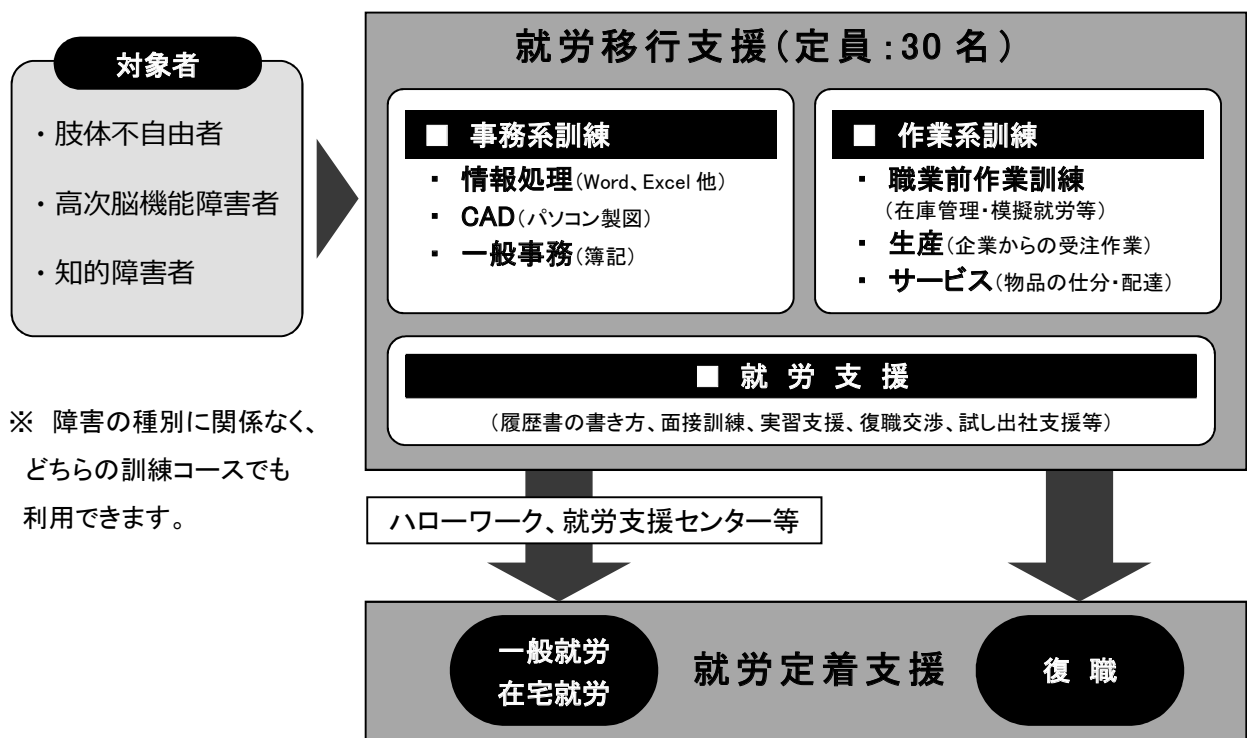 対象者
・肢体不自由者
・高次脳機能障害者
・知的障害者
※ 障害の種別に関係なく、
どちらの訓練コースでも
利用できます。
就労移行支援(定員:30名)
■ 事務系訓練
・ 情報処理(Word、Excel 他)
・ CAD(パソコン製図)
・ 一般事務(簿記)
■ 作業系訓練
・ 職業前作業訓練
(在庫管理・模擬就労等)
・ 生産(企業からの受注作業)
・ サービス(物品の仕分・配達)
■ 就労支援
(履歴書の書き方、面接訓練、実習支援、復職交渉、試し出社支援等)
ハローワーク、就労支援センター等
一般就労
在宅就労
就労定着支援
復職